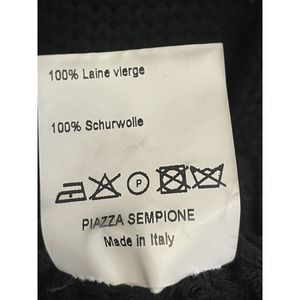 100% Laine vierge
100% Schurwolle
P
PIAZZA SEMPIONE
Made in Italy